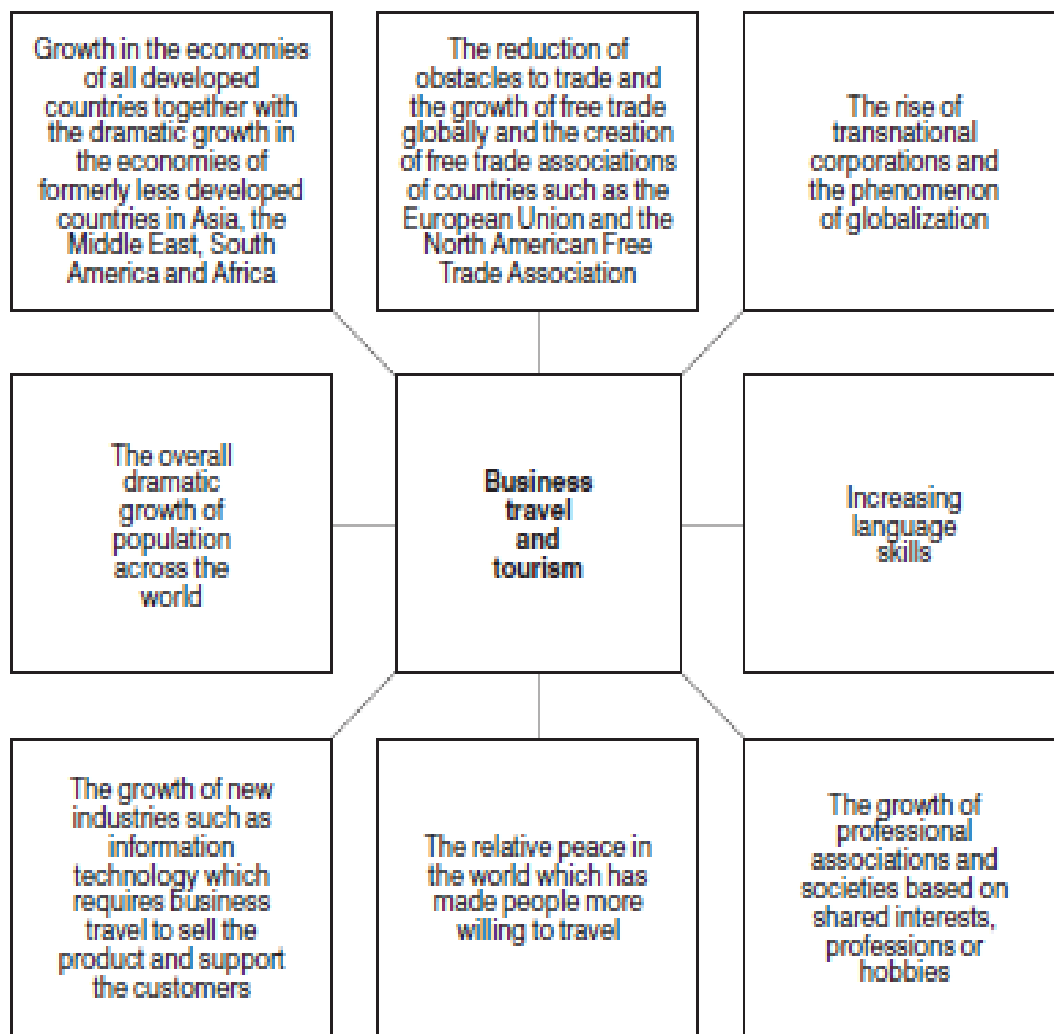 Growth in the economies
of all developed
countries together with
the dramatic growth in
the economies of
formerly less developed
countries in Asia, the
Middle East, South
America and Africa
The reduction of
obstacles to trade and
the growth of free trade
globally and the creation
of free trade associations
of countries such as the
European Union and the
North American Free
Trade Association
The rise of
transnational
corporations and
the phenomenon
of globalization
The overall
dramatic
growth of
population
across the
world
Business
travel
and
tourism
Increasing
language
skills
The growth of new
industries such as
information
technology which
requires business
travel to sell the
product and support
the customers
The relative peace in
the world which has
made people more
willing to travel
The growth of
professional
associations and
societies based on
shared interests,
professions or
hobbies